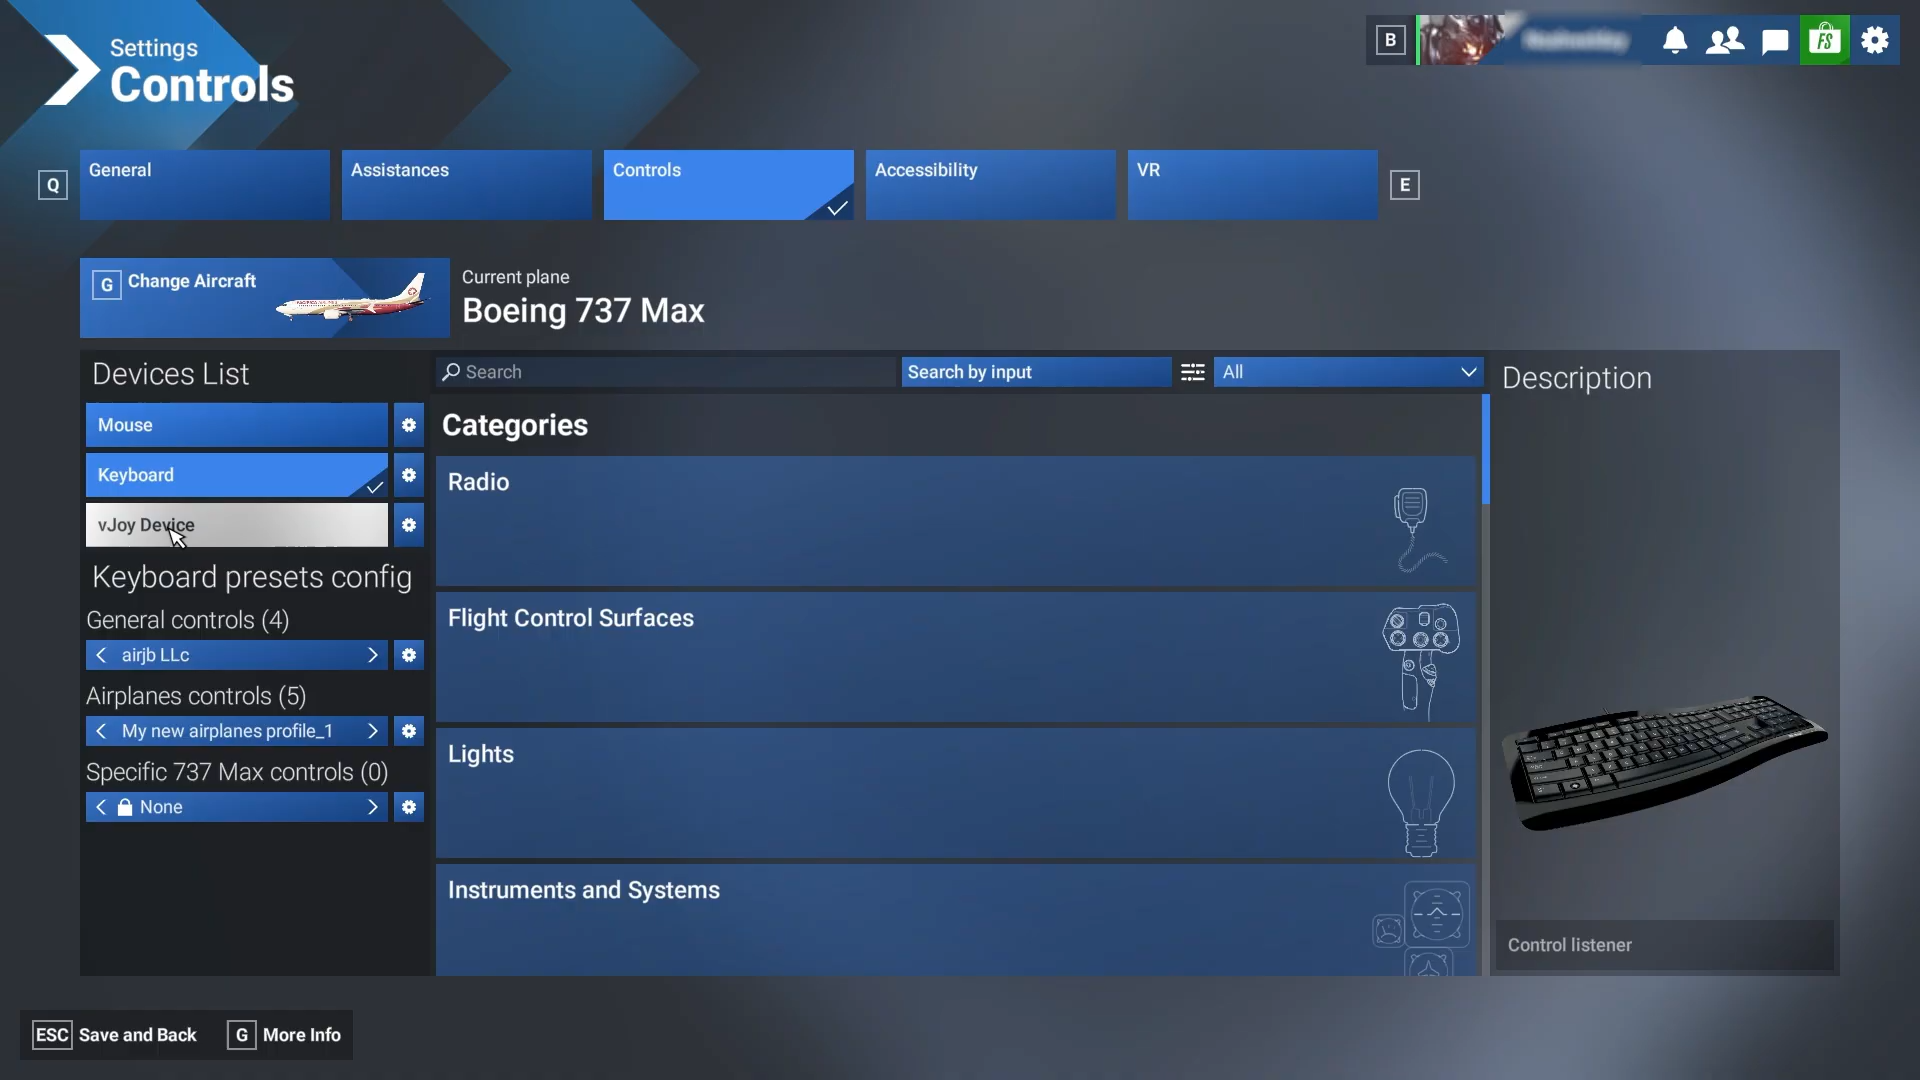 Settings
Controls
B
FS
Q
General
Assistances
Controls
Accessibility
VR
E
G
Change Aircraft
Current plane
Boeing 737 Max
Devices List
Mouse
Keyboard
vJoy Device
Keyboard presets config
General controls (4)
airjb LLc
Airplanes controls (5)
My new airplanes profile_1
Specific 737 Max controls (0)
None
Search
Search by input
All
Categories
Radio
Flight Control Surfaces
Lights
Instruments and Systems
Description
Control listener
ESC Save and Back
G More Info